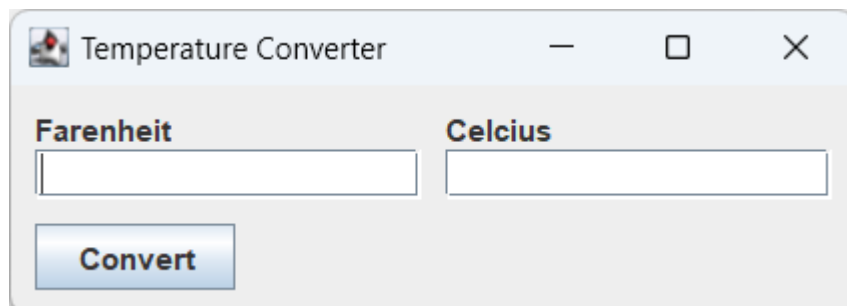 Temperature Converter
Farenheit Celcius
Convert